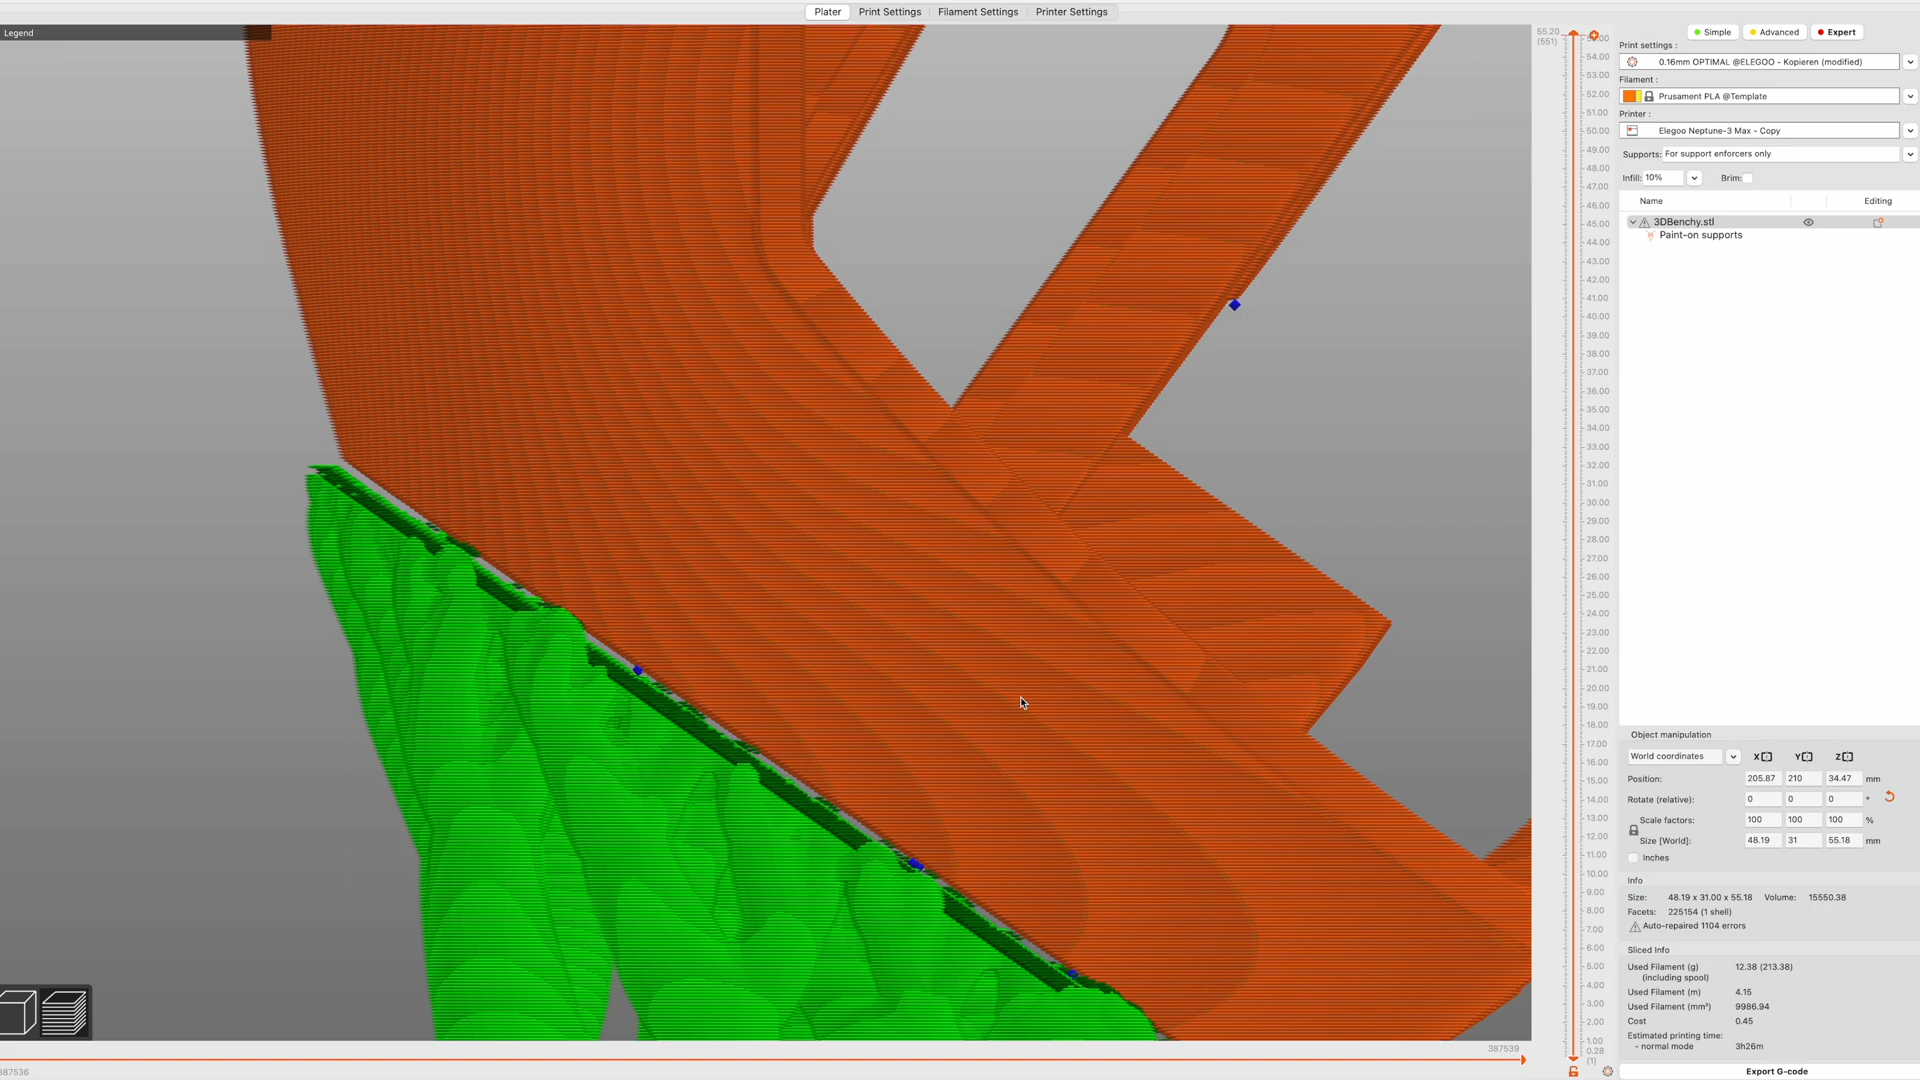 Plater Print Settings Filament Settings Printer Settings
Legend
55.20
(551)
54.00
53.00
52.00
51.00
50.00
49.00
48.00
47.00
46.00
45.00
44.00
43.00
42.00
41.00
40.00
39.00
38.00
37.00
36.00
35.00
34.00
33.00
32.00
31.00
30.00
29.00
28.00
27.00
26.00
25.00
24.00
23.00
22.00
21.00
20.00
19.00
18.00
17.00
16.00
15.00
14.00
13.00
12.00
11.00
10.00
9.00
8.00
7.00
6.00
5.00
4.00
3.00
2.00
1.00
0.28
(1)
387539
387536
Simple Advanced Expert
Print settings :
0.16mm OPTIMAL @ELEGOO - Kopieren (modified)
Filament :
Prusament PLA @Template
Printer :
Elegoo Neptune-3 Max - Copy
Supports: For support enforcers only
Infill: 10% Brim:
Name Editing
3DBenchy.stl
Paint-on supports
Object manipulation
World coordinates X Y Z
Position: 205.87 210 34.47 mm
Rotate (relative): 0 0 0 °
Scale factors: 100 100 100 %
Size [World]: 48.19 31 55.18 mm
Inches
Info
Size: 48.19 x 31.00 x 55.18 Volume: 15550.38
Facets: 225154 (1 shell)
Auto-repaired 1104 errors
Sliced Info
Used Filament (g) 12.38 (213.38)
(including spool)
Used Filament (m) 4.15
Used Filament (mm³) 9986.94
Cost 0.45
Estimated printing time:
- normal mode 3h26m
Export G-code